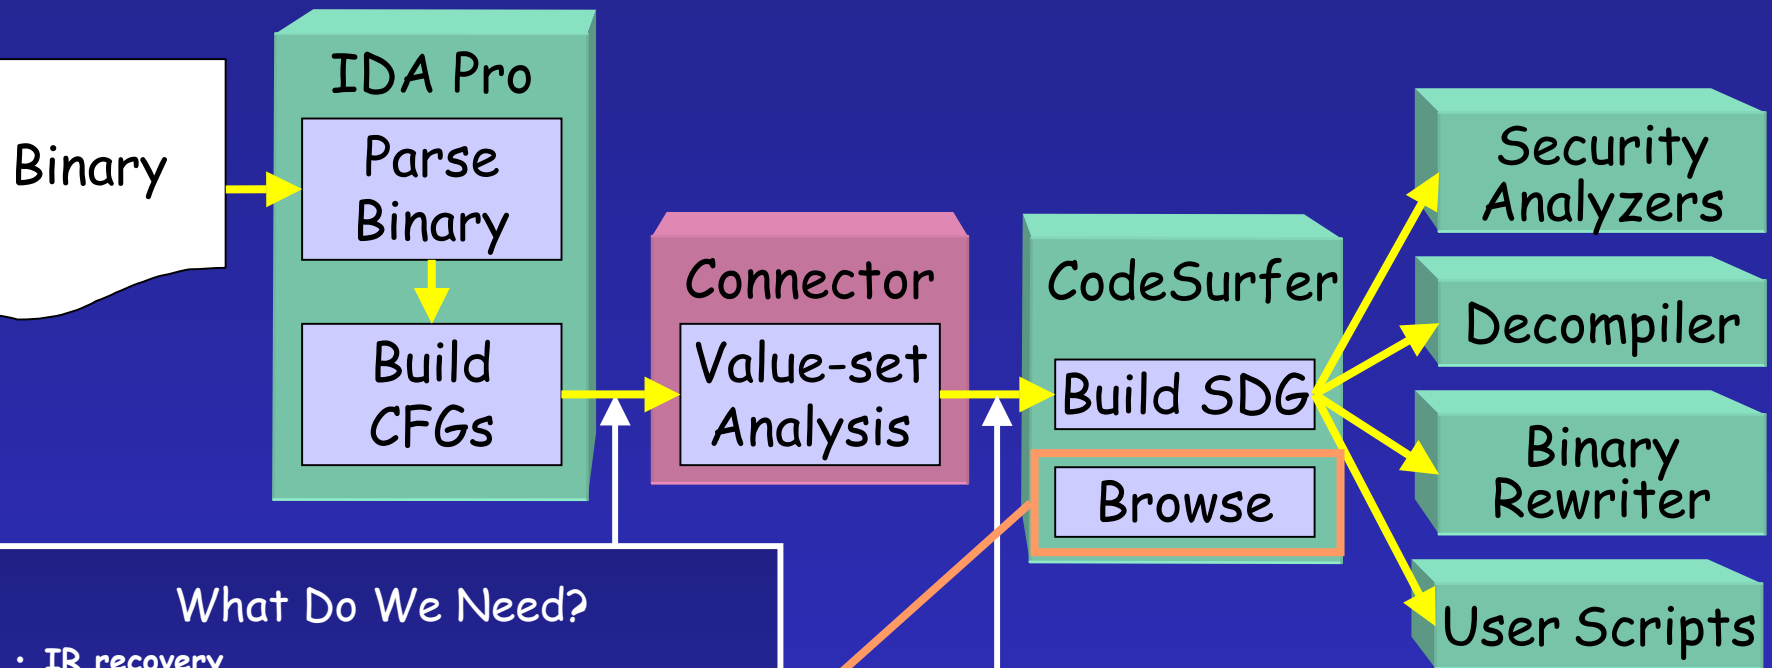 Binary
IDA Pro
Parse
Binary
Build
CFGs
Connector
Value-set
Analysis
CodeSurfer
Build SDG
Browse
Security
Analyzers
Decompiler
Binary
Rewriter
User Scripts
What Do We Need?
• IR recovery